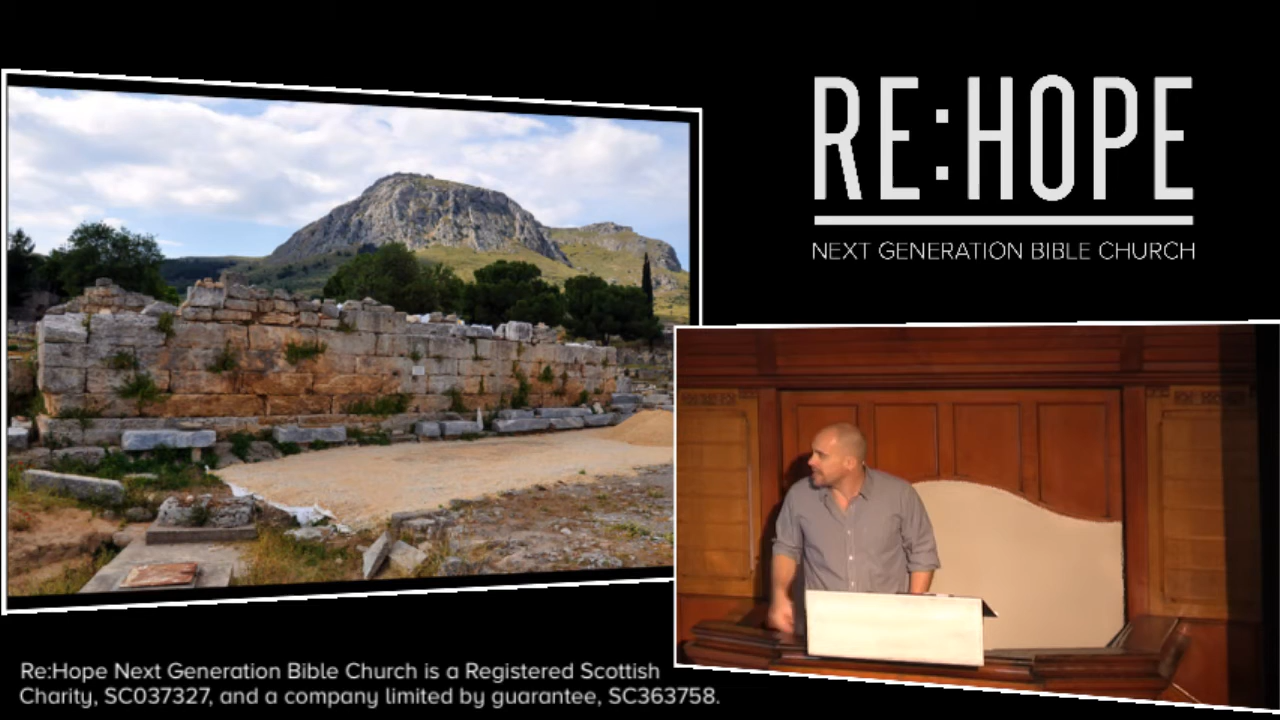 RE:HOPE
NEXT GENERATION BIBLE CHURCH
Re:Hope Next Generation Bible Church is a Registered Scottish
Charity, SC037327, and a company limited by guarantee, SC363758.